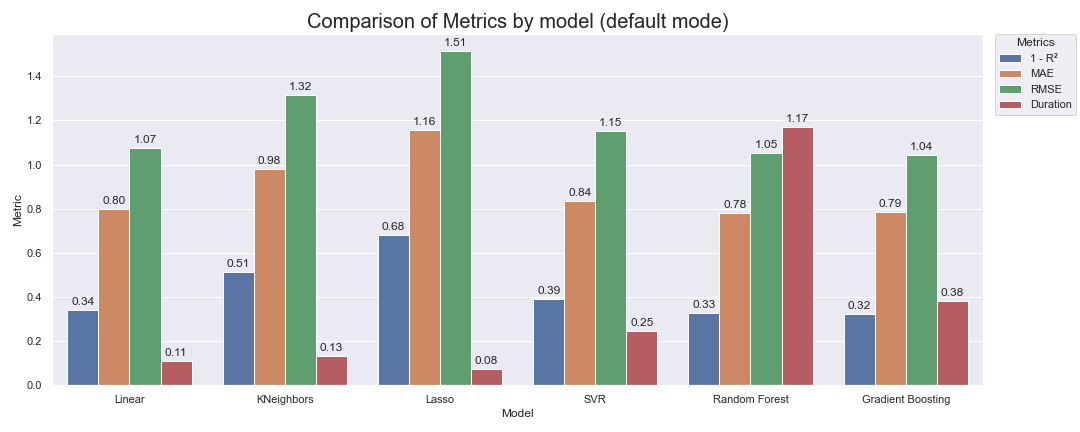 Comparison of Metrics by model (default mode)
Metrics
1 - R²
MAE
RMSE
Duration
Metric
1.4
1.2
1.0
0.8
0.6
0.4
0.2
0.0
0.34
0.80
1.07
0.11
0.51
0.98
1.32
0.13
0.68
1.16
1.51
0.08
0.39
0.84
1.15
0.25
0.33
0.78
1.05
1.17
0.32
0.79
1.04
0.38
Linear
KNeighbors
Lasso
SVR
Random Forest
Gradient Boosting
Model